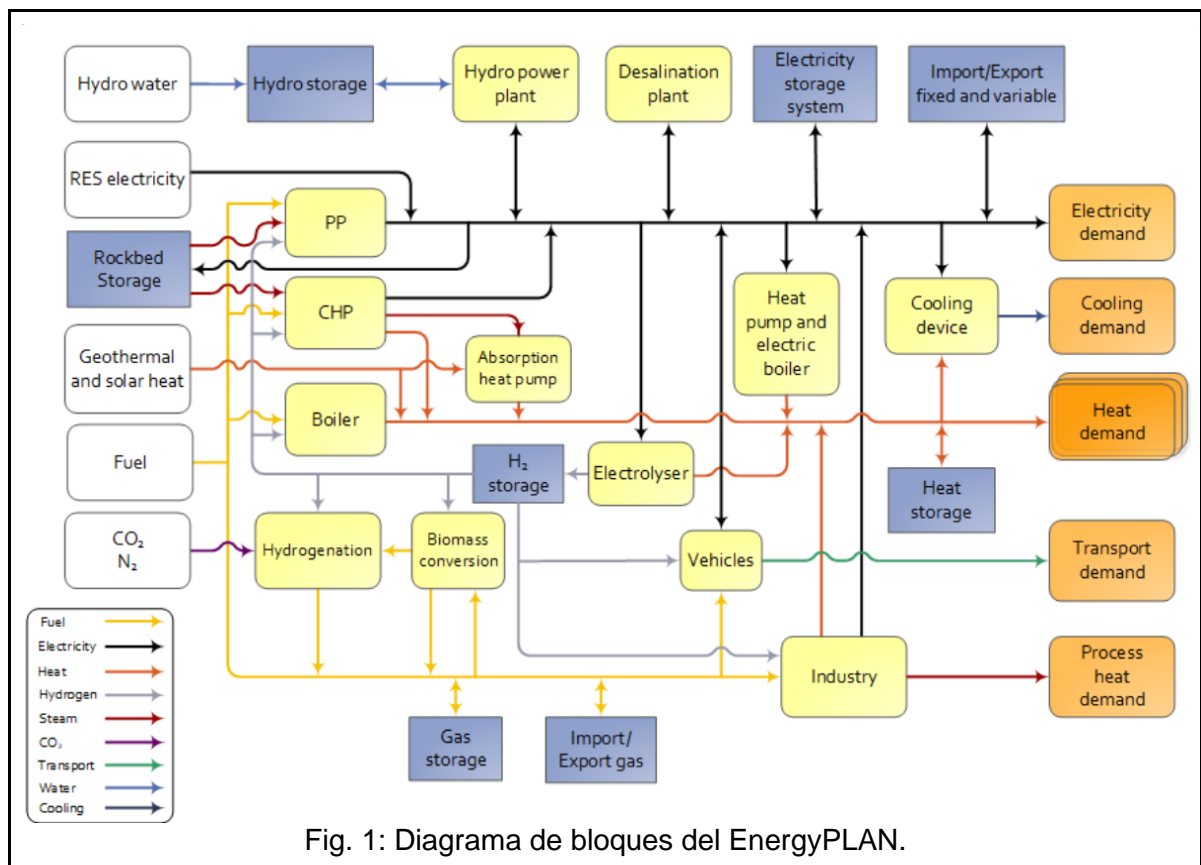 Hydro water
Hydro storage
Hydro power
plant
Desalination
plant
Electricity
storage
system
Import/Export
fixed and variable
RES electricity
PP
Electricity
demand
Rockbed
Storage
CHP
Heat
pump and
electric
boiler
Cooling
device
Cooling
demand
Geothermal
and solar heat
Absorption
heat pump
Boiler
Heat
demand
Fuel
H₂
storage
Electrolyser
Heat
storage
CO₂
N₂
Hydrogenation
Biomass
conversion
Vehicles
Transport
demand
Fuel
Electricity
Heat
Hydrogen
Steam
CO₂
Transport
Water
Cooling
Industry
Process
heat
demand
Gas
storage
Import/
Export gas
Fig. 1: Diagrama de bloques del EnergyPLAN.